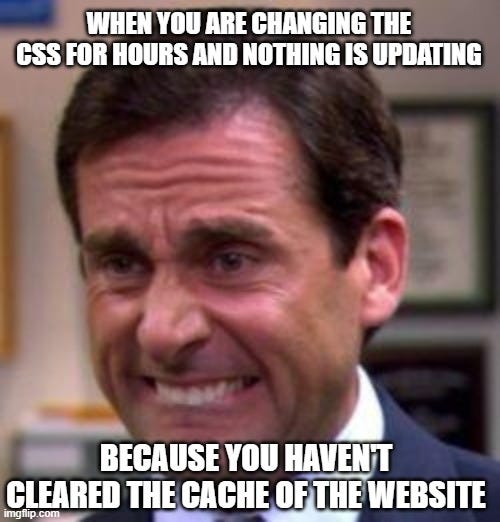 WHEN YOU ARE CHANGING THE
CSS FOR HOURS AND NOTHING IS UPDATING
BECAUSE YOU HAVEN'T
CLEARED THE CACHE OF THE WEBSITE
imgflip.com